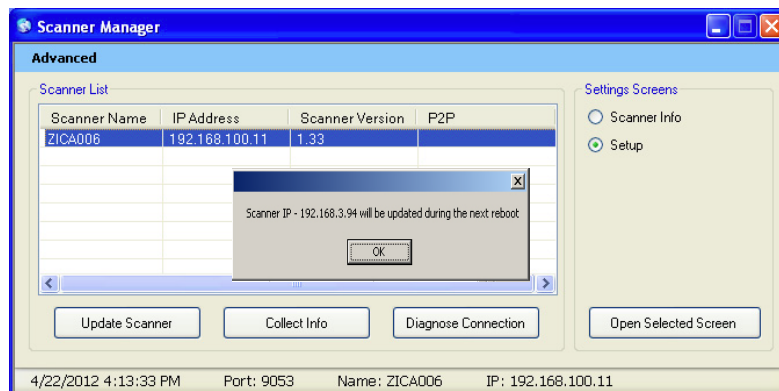 Scanner Manager
Advanced
Scanner List
Settings Screens
Scanner Name IP Address Scanner Version P2P
ZICA006 192.168.100.11 1.33
Scanner Info
Setup
Scanner IP - 192.168.3.94 will be updated during the next reboot
OK
Update Scanner Collect Info Diagnose Connection Open Selected Screen
4/22/2012 4:13:33 PM Port: 9053 Name: ZICA006 IP: 192.168.100.11